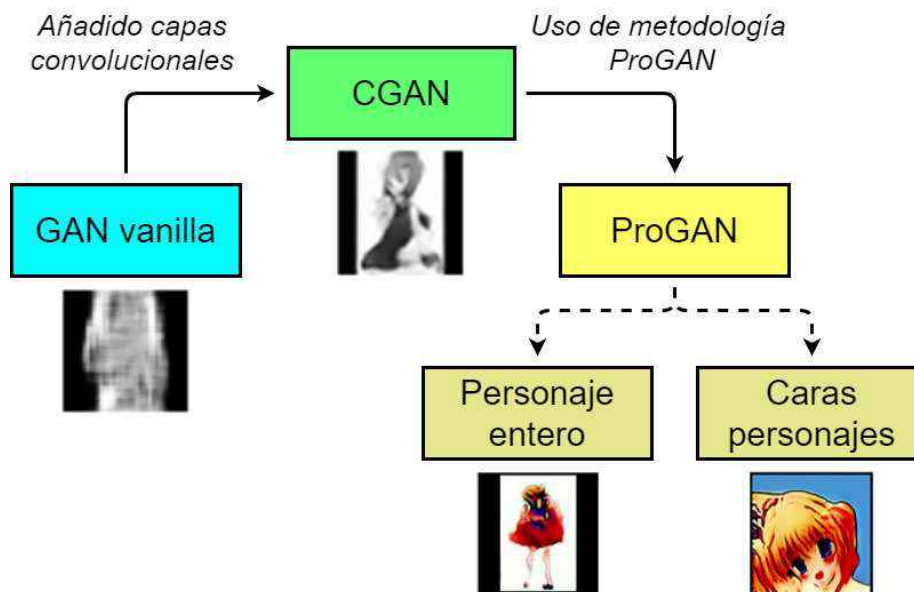 Añadido capas
convolucionales
Uso de metodología
ProGAN
CGAN
GAN vanilla
ProGAN
Personaje
entero
Caras
personajes